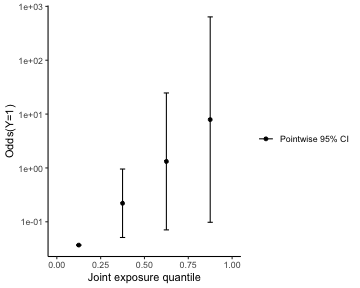 1e+03
1e+02
1e+01
1e+00
1e-01
Odds(Y=1)
0.00 0.25 0.50 0.75 1.00
Joint exposure quantile
Pointwise 95% CI